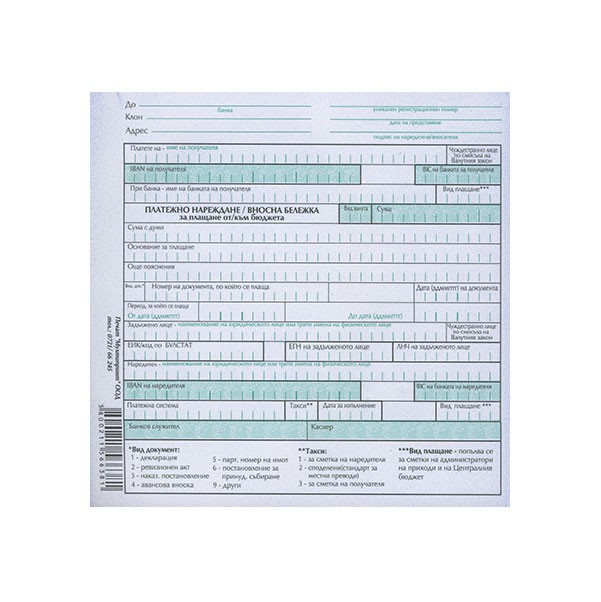 До
банка
уникален регистрационен номер
Клон
дата на представяне
Адрес
подпис на наредителя/вносителя
Платете на - име на получателя
Чуждестранно лице по смисъла на Валутния закон
IBAN на получателя
BIC на банката на получателя
При банка - име на банката на получателя
Вид плащане***
ПЛАТЕЖНО НАРЕЖДАНЕ / ВНОСНА БЕЛЕЖКА
за плащане от/към бюджета
Вид валута
Сума
Сума с думи
Основание за плащане
Още пояснения
Вид док.*
Номер на документа, по който се плаща
Дата (ддммгггг) на документа
Период, за който се плаща
От дата (ддммгггг)
До дата (ддммгггг)
Задължено лице - наименование на юридическото лице или трите имена на физическото лице
Чуждестранно лице по смисъла на Валутния закон
ЕИК/код по БУЛСТАТ
ЕГН на задълженото лице
ЛНЧ на задълженото лице
Наредител - наименование на юридическото лице или трите имена на физическото лице
IBAN на наредителя
BIC на банката на наредителя
Платежна система
Такси**
Дата за изпълнение
Вид плащане ***
Банков служител
Касиер
*Вид документ:
1 - декларация
2 - ревизионен акт
3 - наказ. постановление
4 - авансова вноска
5 - парт. номер на имот
6 - постановление за
принуд. събиране
9 - други
**Такси:
1 - за сметка на наредителя
2 - споделени(стандарт за
местни преводи)
3 - за сметка на получателя
***Вид плащане - попълва се
за сметки на администратори
на приходи и на Централния
бюджет
Печат "Мултипринт" ООД
тел.: 0721/ 66 245